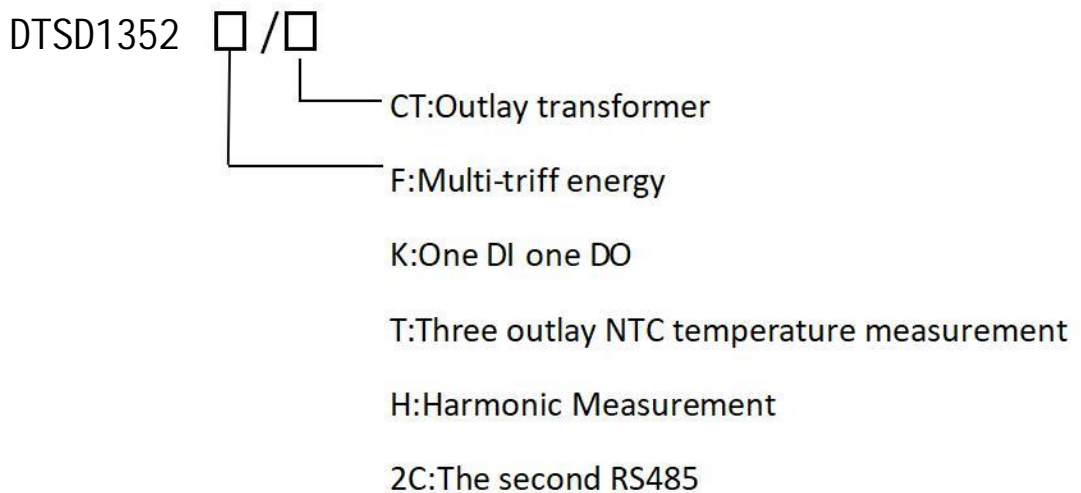 DTSD1352 □ /□
CT:Outlay transformer
F:Multi-triff energy
K:One DI one DO
T:Three outlay NTC temperature measurement
H:Harmonic Measurement
2C:The second RS485